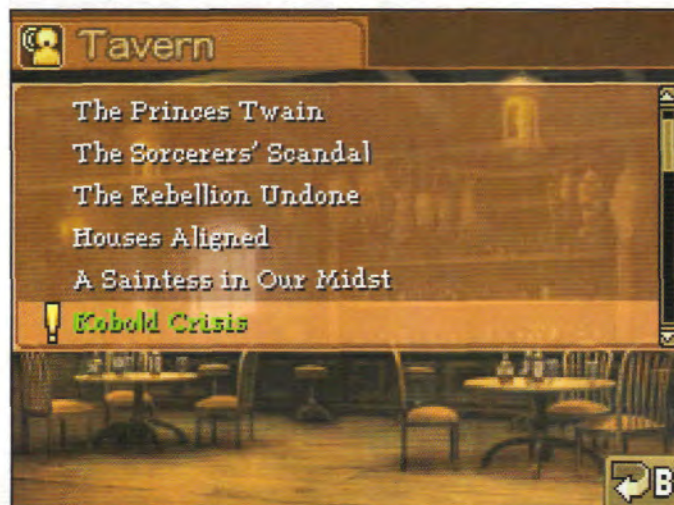 Tavern
The Princes Twain
The Sorcerers' Scandal
The Rebellion Undone
Houses Aligned
A Saintess in Our Midst
Kobold Crisis
B